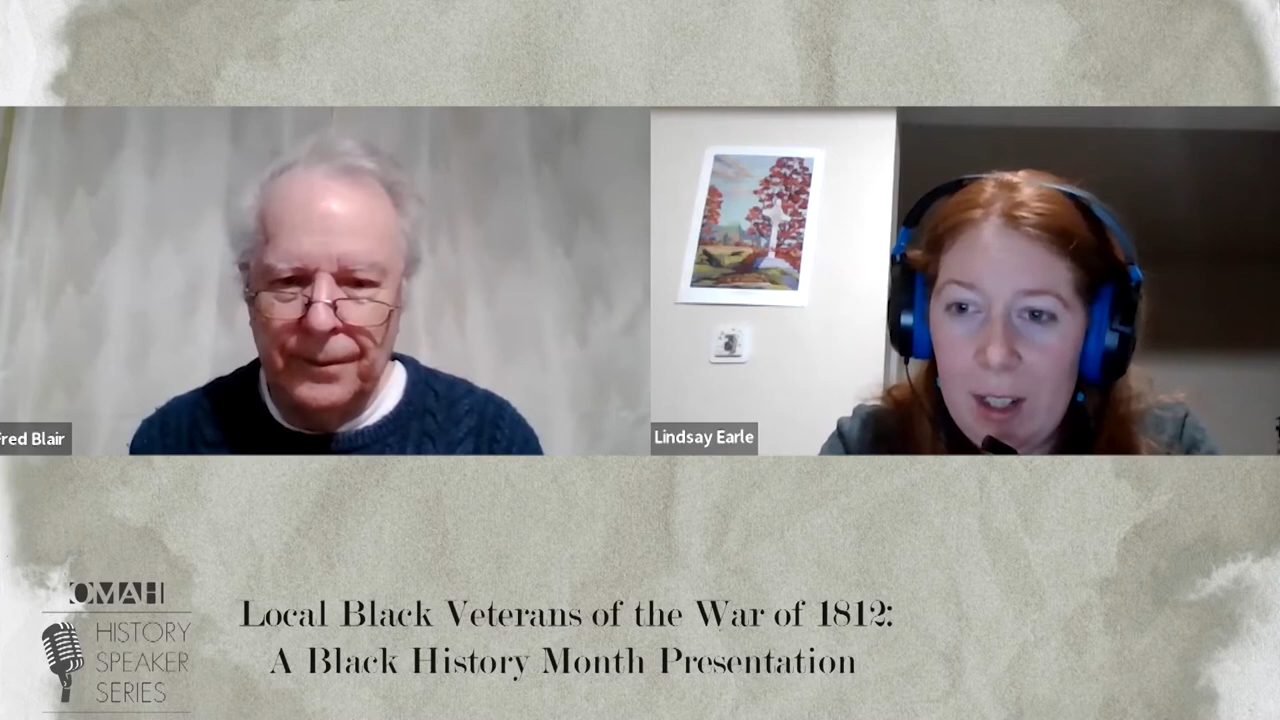 Fred Blair
Lindsay Earle
OMAH
HISTORY
SPEAKER
SERIES
Local Black Veterans of the War of 1812:
A Black History Month Presentation